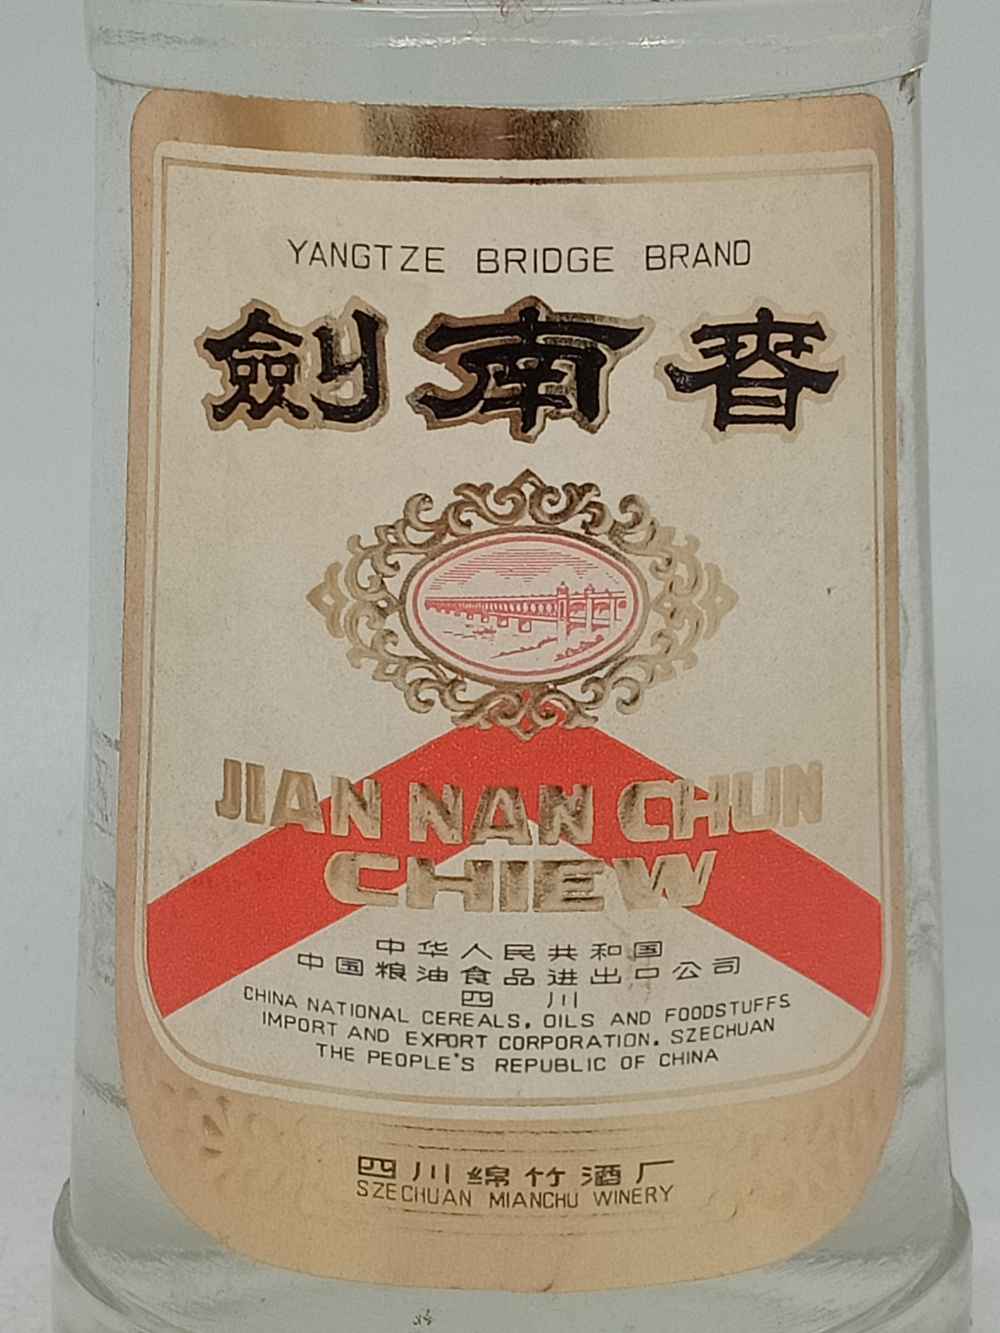 YANGTZE BRIDGE BRAND
劍南春
JIAN NAN CHUN
CHIEW
中华人民共和国
中国粮油食品进出口公司
四川
CHINA NATIONAL CEREALS, OILS AND FOODSTUFFS
IMPORT AND EXPORT CORPORATION. SZECHUAN
THE PEOPLE'S REPUBLIC OF CHINA
四川绵竹酒厂
SZECHUAN MIANCHU WINERY